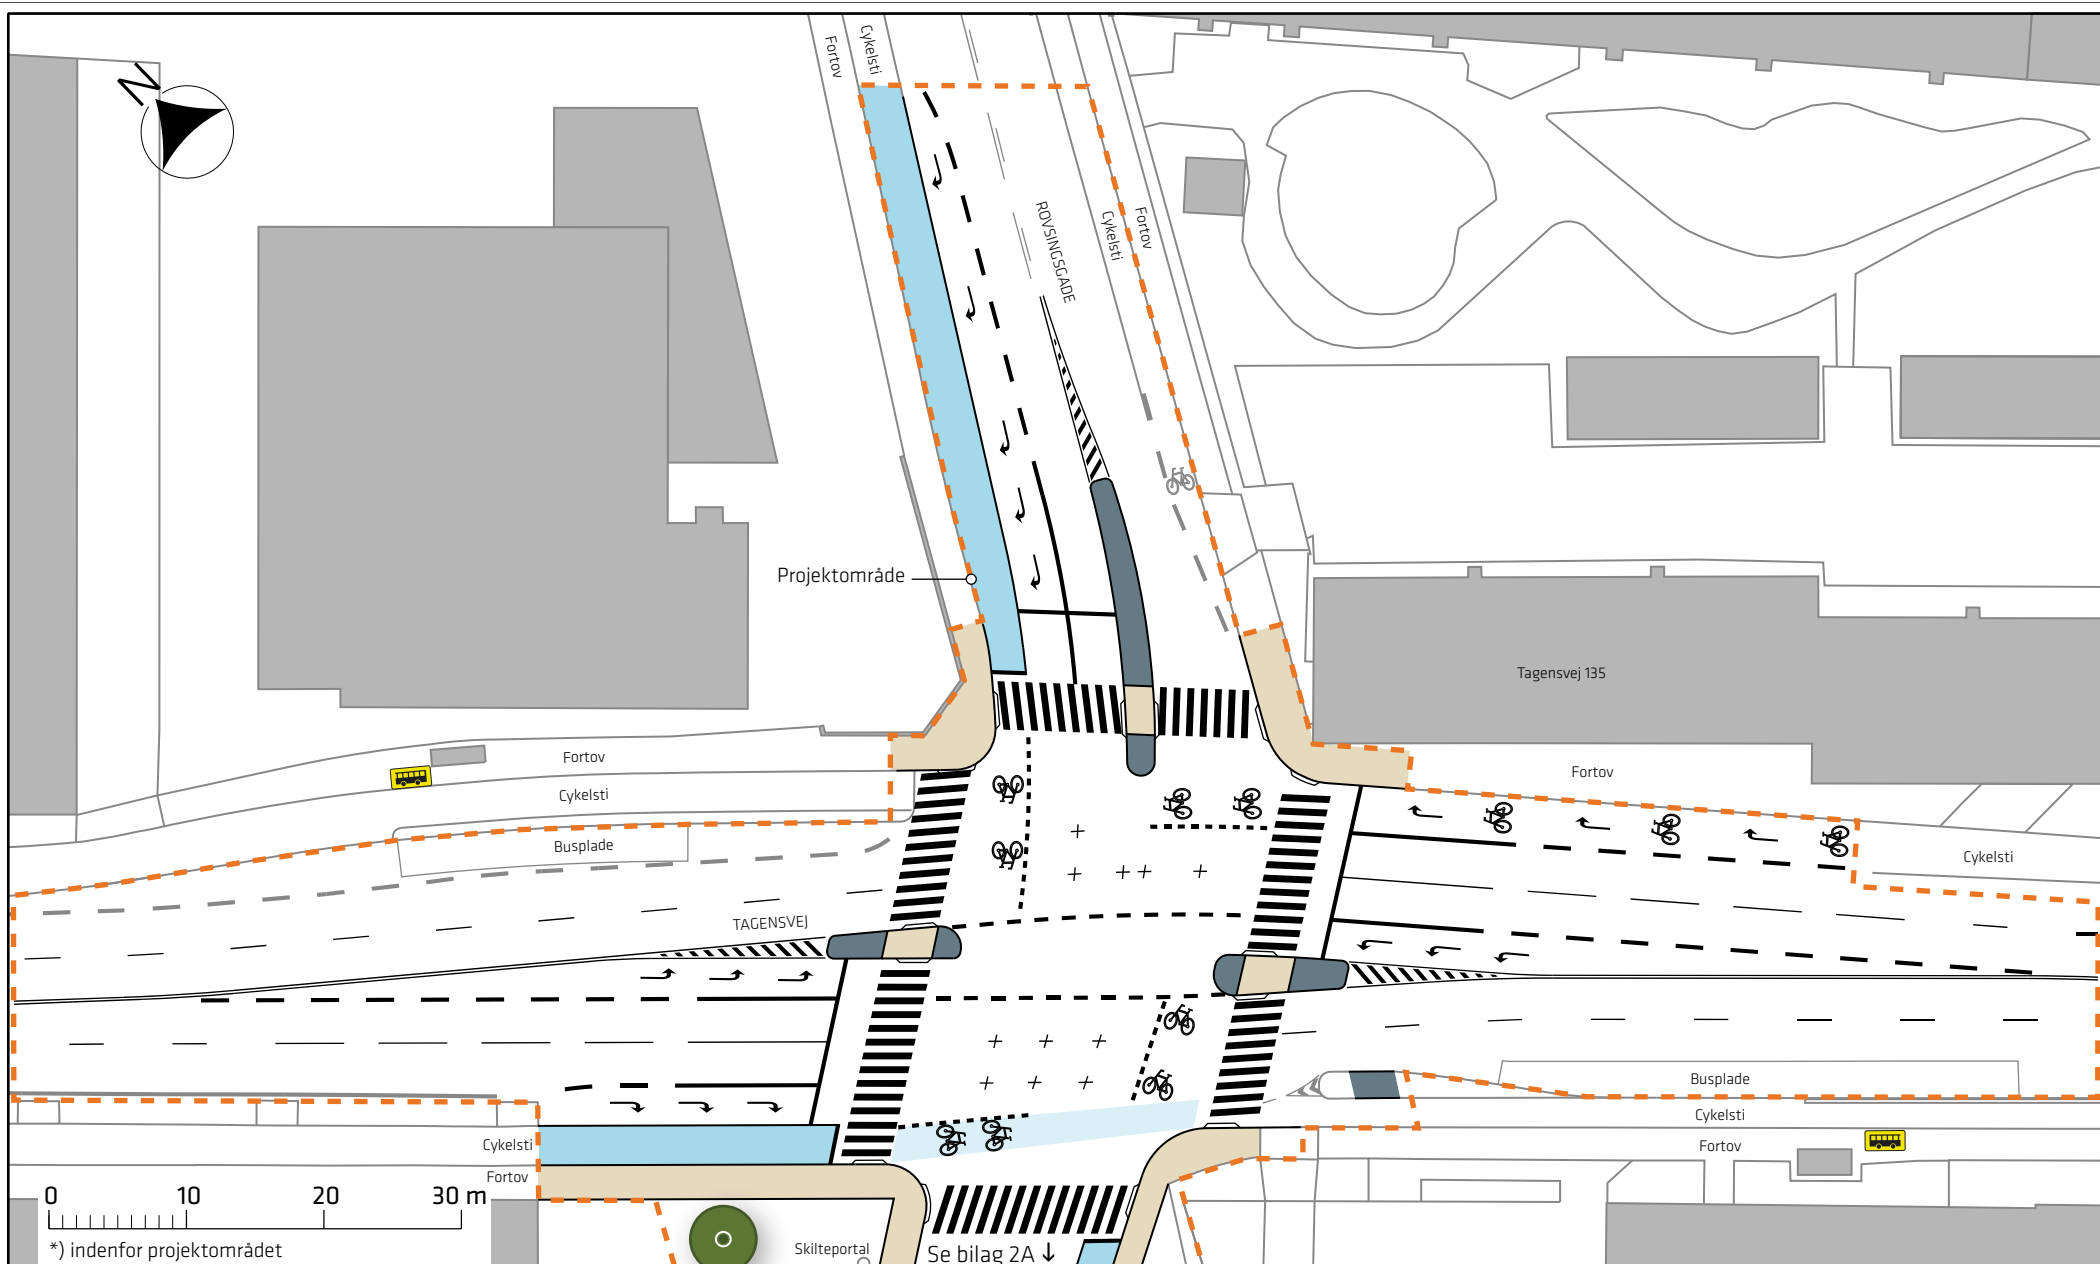 N
Fortov
Cykelsti
ROVSINGSGADE
Cykelsti
Fortov
Projektområde
Tagensvej 135
Fortov
Cykelsti
Busplade
TAGENSVEJ
Fortov
Cykelsti
Busplade
Cykelsti
Fortov
Cykelsti
Fortov
0 10 20 30 m
*) indenfor projektområdet
Skilteportal
Se bilag 2A ↓